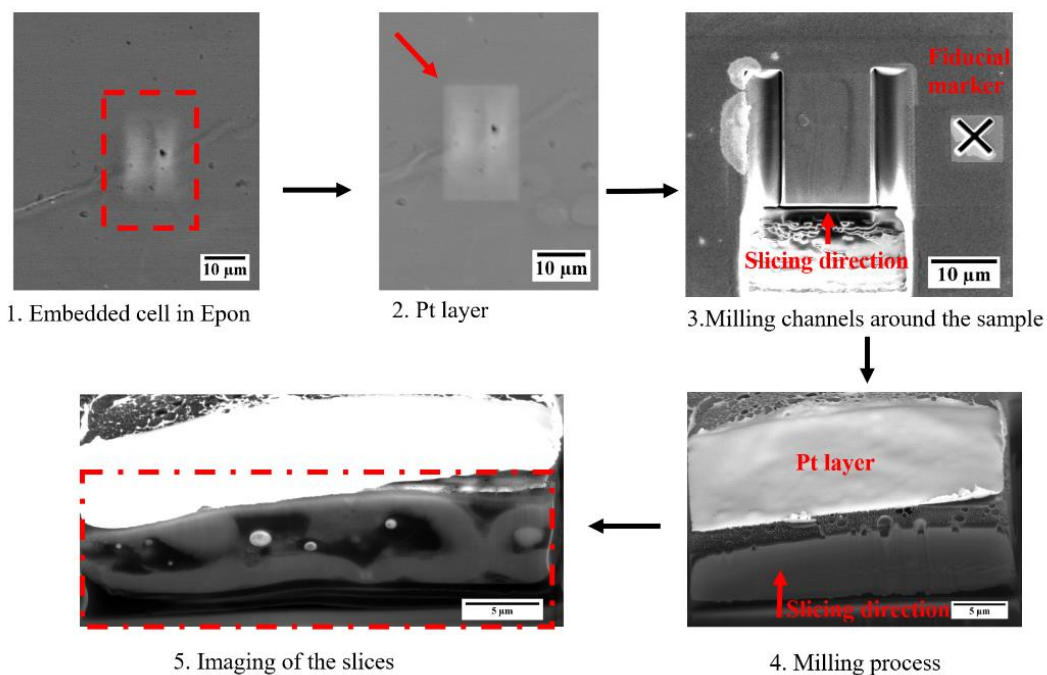 10 µm
1. Embedded cell in Epon
10 µm
2. Pt layer
Fiducial
marker
Slicing direction
10 µm
3.Milling channels around the sample
Pt layer
Slicing direction
5 µm
4. Milling process
5 µm
5. Imaging of the slices